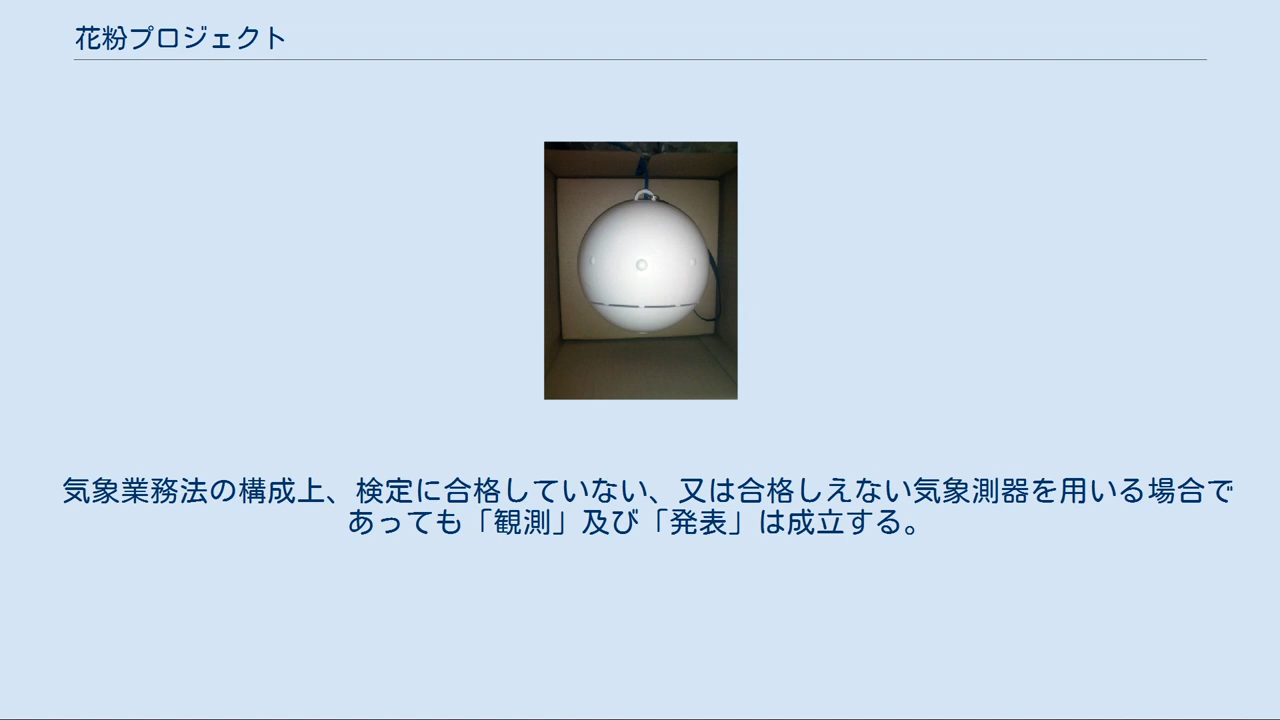 花粉プロジェクト
気象業務法の構成上、検定に合格していない、又は合格しえない気象測器を用いる場合で
あっても「観測」及び「発表」は成立する。